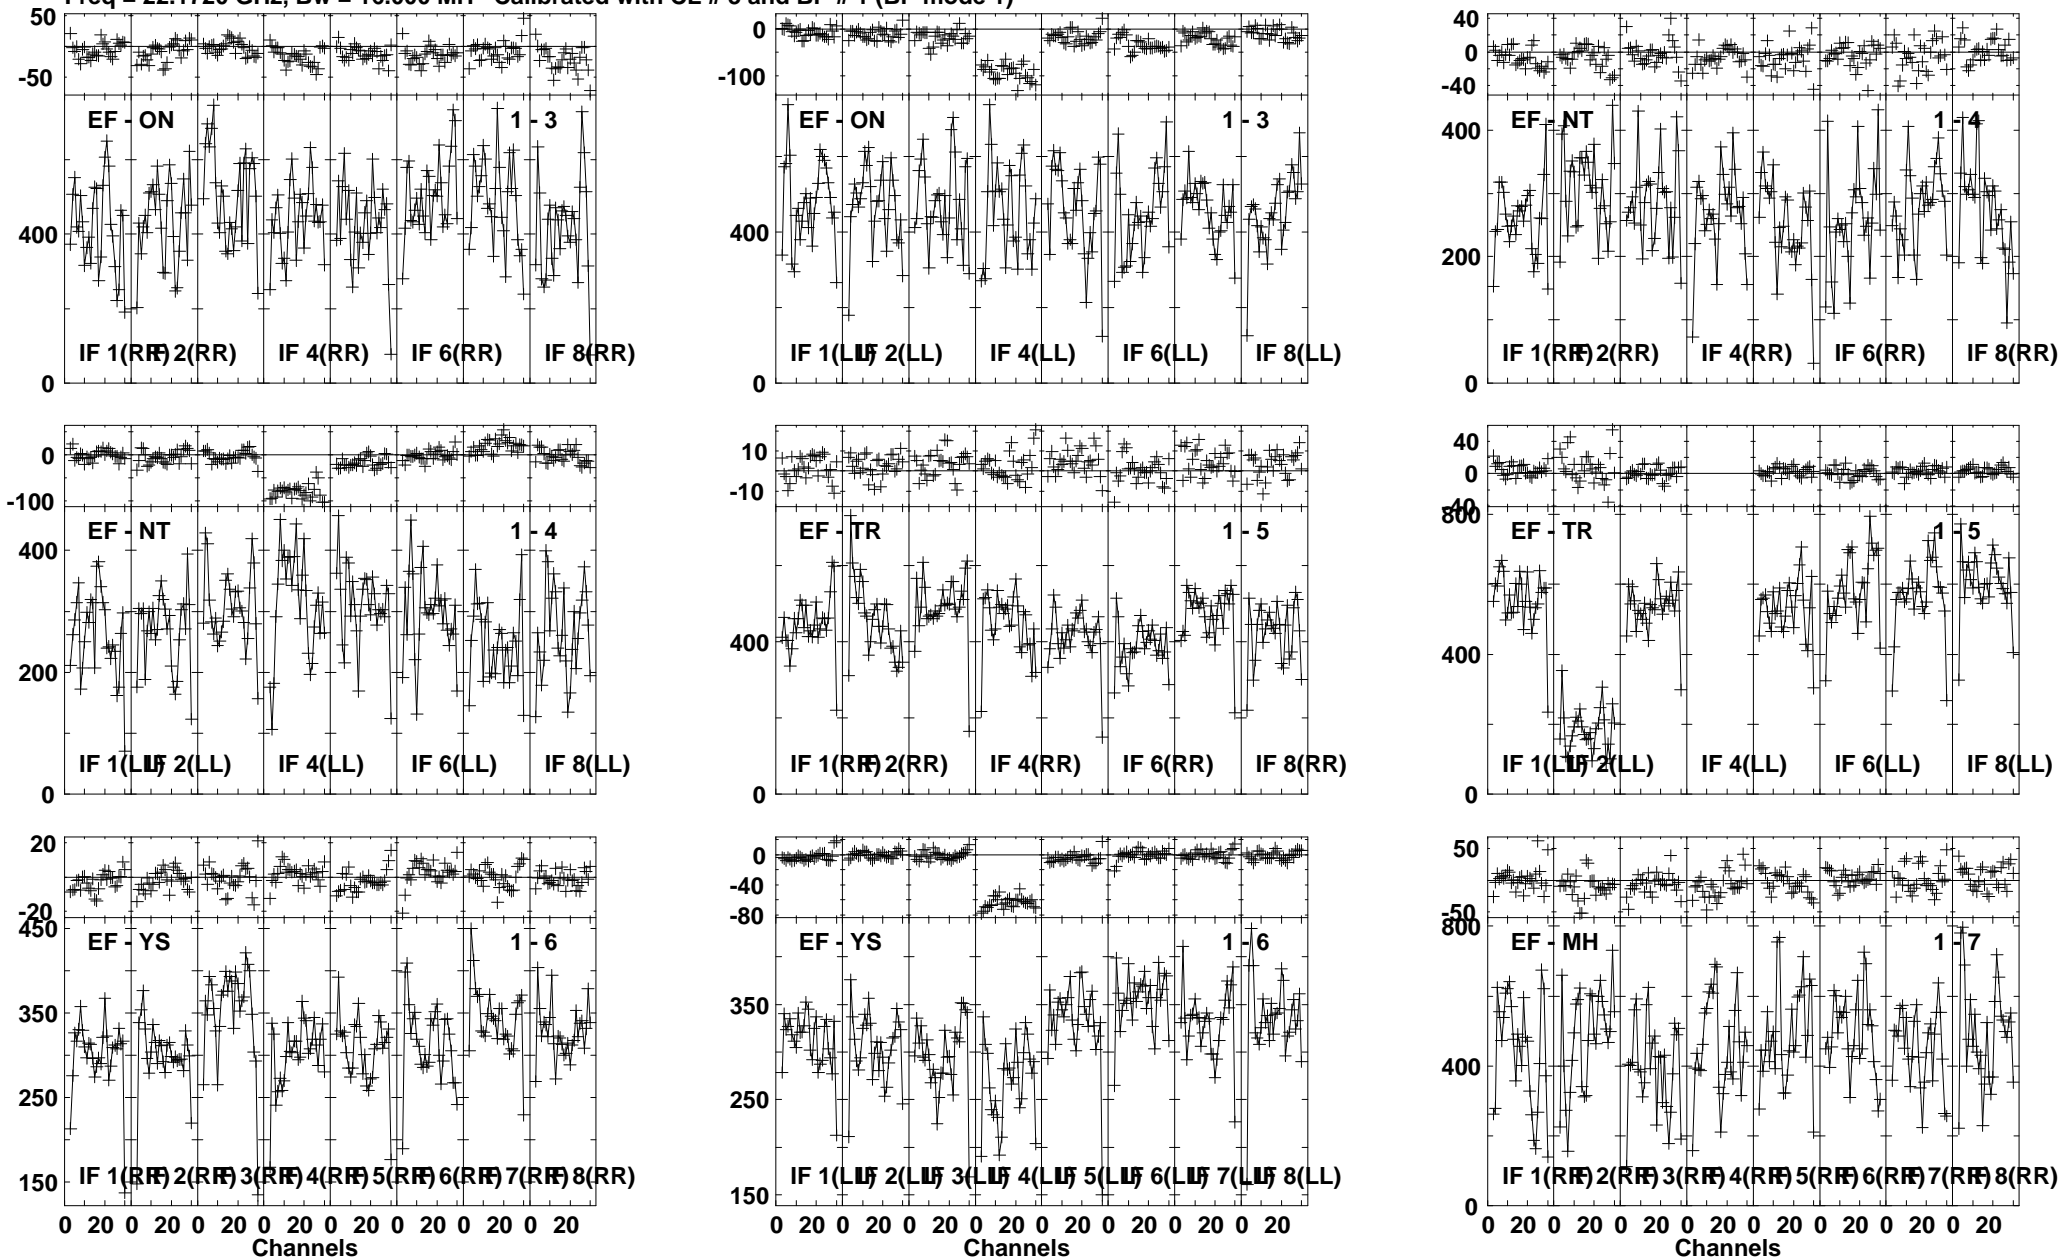 Freq = 22.1720 GHz, Bw = 16.000 MH Calibrated with CL # 3 and BP # 1 (BP mode 1)
50
-50
EF - ON 1 - 3
400
IF 1(RR) IF 2(RR) IF 4(RR) IF 6(RR) IF 8(RR)
0
0
-100
EF - ON 1 - 3
400
IF 1(LL) IF 2(LL) IF 4(LL) IF 6(LL) IF 8(LL)
0
40
0
-40
EF - NT 1 - 4
400
200
IF 1(RR) IF 2(RR) IF 4(RR) IF 6(RR) IF 8(RR)
0
0
-100
EF - NT 1 - 4
400
200
IF 1(LL) IF 2(LL) IF 4(LL) IF 6(LL) IF 8(LL)
0
10
-10
EF - TR 1 - 5
400
IF 1(RR) IF 2(RR) IF 4(RR) IF 6(RR) IF 8(RR)
0
40
0
-40
800
EF - TR 1 - 5
400
IF 1(LL) IF 2(LL) IF 4(LL) IF 6(LL) IF 8(LL)
0
20
-20
450
EF - YS 1 - 6
350
250
150
IF 1(RR) IF 2(RR) IF 3(RR) IF 4(RR) IF 5(RR) IF 6(RR) IF 7(RR) IF 8(RR)
0 20 0 20 0 20 0 20 0 20 0 20 0 20 0 20
Channels
0
-40
-80
EF - YS 1 - 6
350
250
150
IF 1(LL) IF 2(LL) IF 3(LL) IF 4(LL) IF 5(LL) IF 6(LL) IF 7(LL) IF 8(LL)
0 20 0 20 0 20 0 20 0 20 0 20 0 20 0 20
Channels
50
-50
800
EF - MH 1 - 7
400
IF 1(RR) IF 2(RR) IF 3(RR) IF 4(RR) IF 5(RR) IF 6(RR) IF 7(RR) IF 8(RR)
0
0 20 0 20 0 20 0 20 0 20 0 20 0 20 0 20
Channels